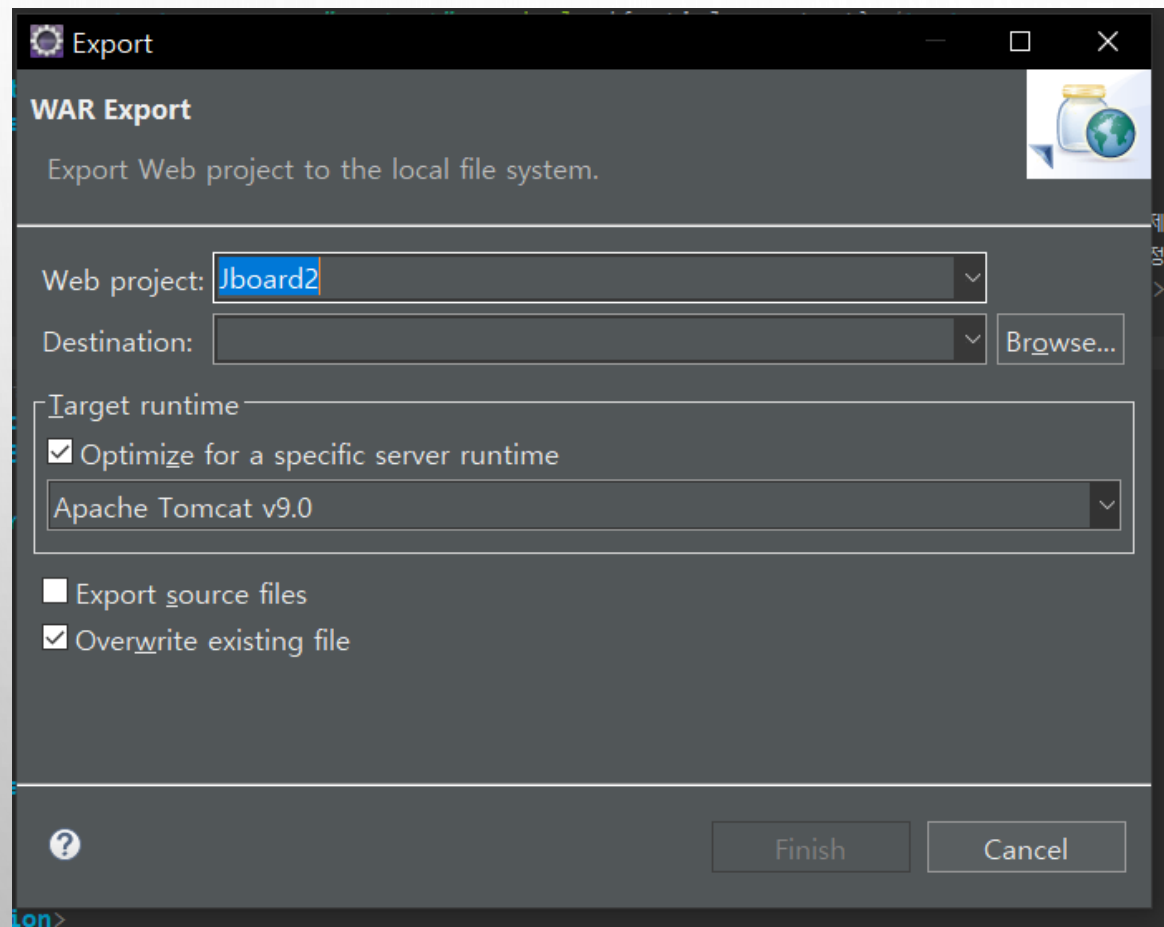 Export
WAR Export
Export Web project to the local file system.
Web project: Jboard2
Destination:
Browse...
Target runtime
Optimize for a specific server runtime
Apache Tomcat v9.0
Export source files
Overwrite existing file
Finish
Cancel
ion>